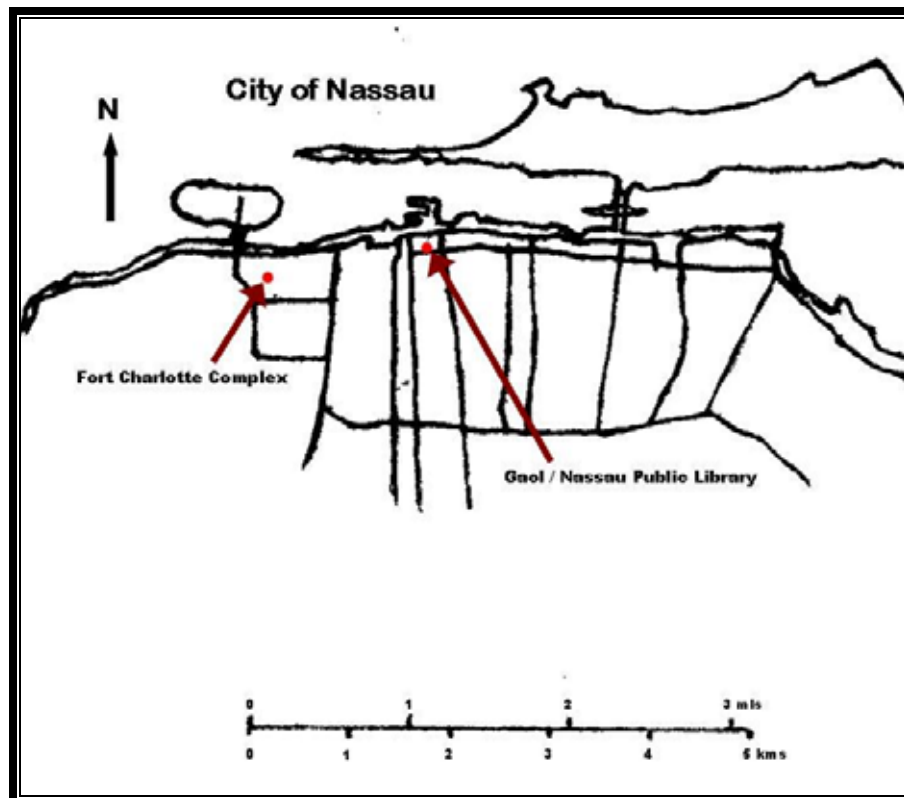 City of Nassau
N
Fort Charlotte Complex
Gaol / Nassau Public Library
0 1 2 3 mls
0 1 2 3 4 5 kms